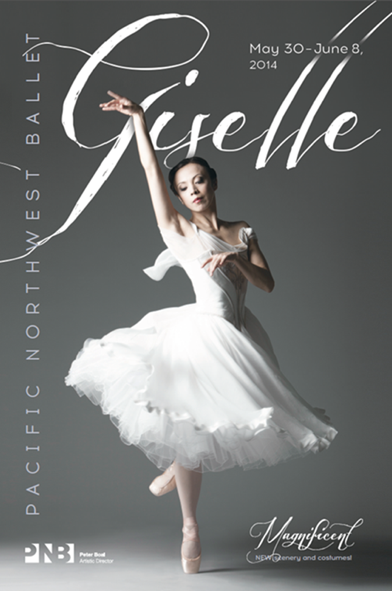 PACIFIC NORTHWEST BALLET
Giselle
May 30-June 8,
2014
PNB
Peter Boal
Artistic Director
Magnificent
NEW scenery and costumes!